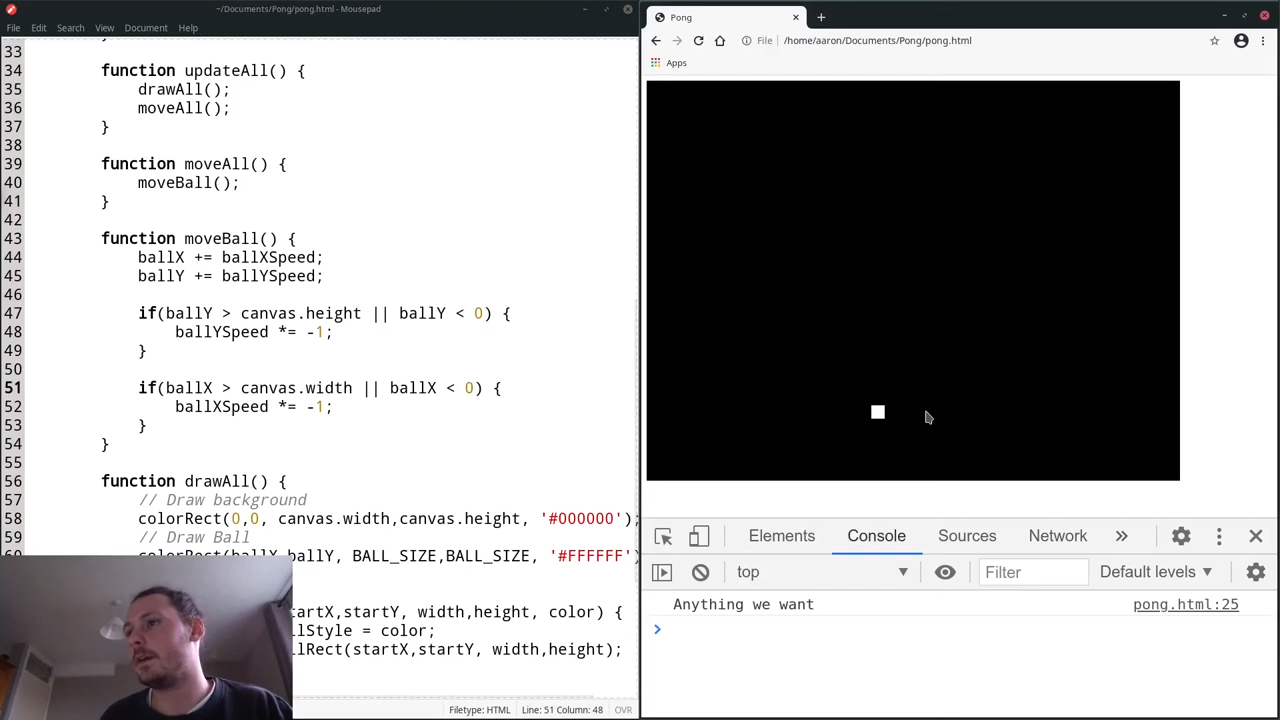 ~/Documents/Pong/pong.html - Mousepad
File Edit Search View Document Help
33
34 function updateAll() {
35 drawAll();
36 moveAll();
37 }
38
39 function moveAll() {
40 moveBall();
41 }
42
43 function moveBall() {
44 ballX += ballXSpeed;
45 ballY += ballYSpeed;
46
47 if(ballY > canvas.height || ballY < 0) {
48 ballYSpeed *= -1;
49 }
50
51 if(ballX > canvas.width || ballX < 0) {
52 ballXSpeed *= -1;
53 }
54 }
55
56 function drawAll() {
57 // Draw background
58 colorRect(0,0, canvas.width,canvas.height, '#000000');
59 // Draw Ball
ballY, BALL_SIZE,BALL_SIZE, '#FFFFFF')
artX,startY, width,height, color) {
llStyle = color;
llRect(startX,startY, width,height);
Filetype: HTML Line: 51 Column: 48 OVR
Pong
File /home/aaron/Documents/Pong/pong.html
Apps
Elements Console Sources Network
top Filter Default levels
Anything we want pong.html:25